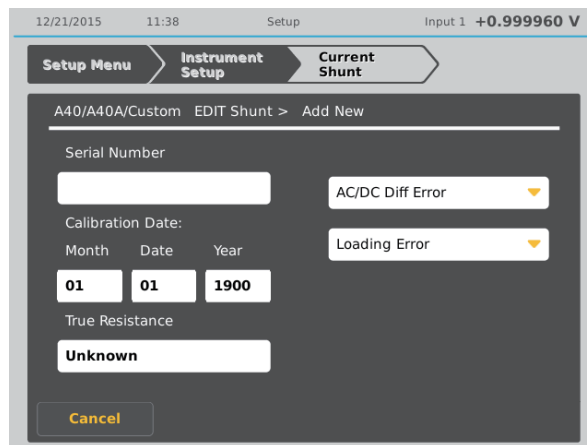 12/21/2015 11:38 Setup Input 1 +0.999960 V
Setup Menu Instrument Setup Current Shunt
A40/A40A/Custom EDIT Shunt > Add New
Serial Number
AC/DC Diff Error
Calibration Date:
Loading Error
Month Date Year
01 01 1900
True Resistance
Unknown
Cancel